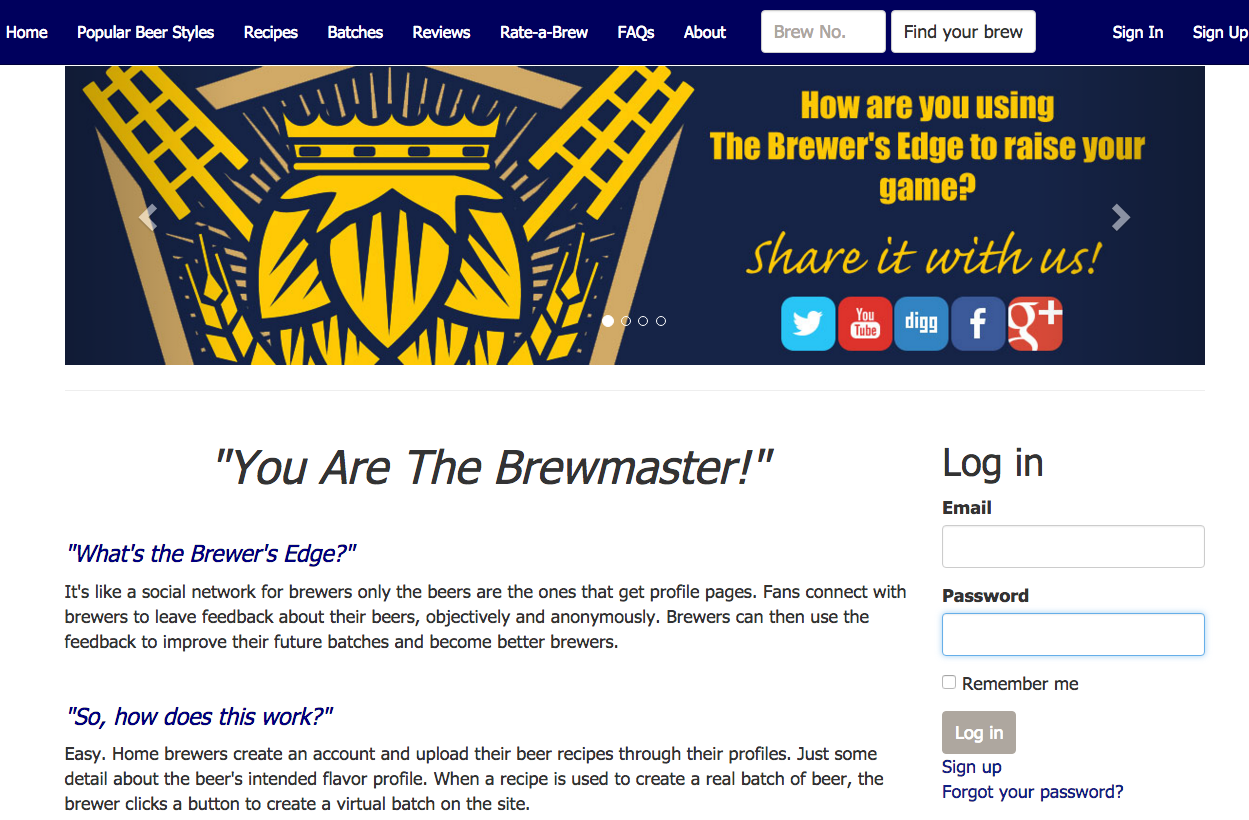 Home Popular Beer Styles Recipes Batches Reviews Rate-a-Brew FAQs About Brew No. Find your brew Sign In Sign Up
How are you using
The Brewer's Edge to raise your
game?
Share it with us!
You Tube digg f g+
"You Are The Brewmaster!"
"What's the Brewer's Edge?"
It's like a social network for brewers only the beers are the ones that get profile pages. Fans connect with
brewers to leave feedback about their beers, objectively and anonymously. Brewers can then use the
feedback to improve their future batches and become better brewers.
"So, how does this work?"
Easy. Home brewers create an account and upload their beer recipes through their profiles. Just some
detail about the beer's intended flavor profile. When a recipe is used to create a real batch of beer, the
brewer clicks a button to create a virtual batch on the site.
Log in
Email
Password
Remember me
Log in
Sign up
Forgot your password?